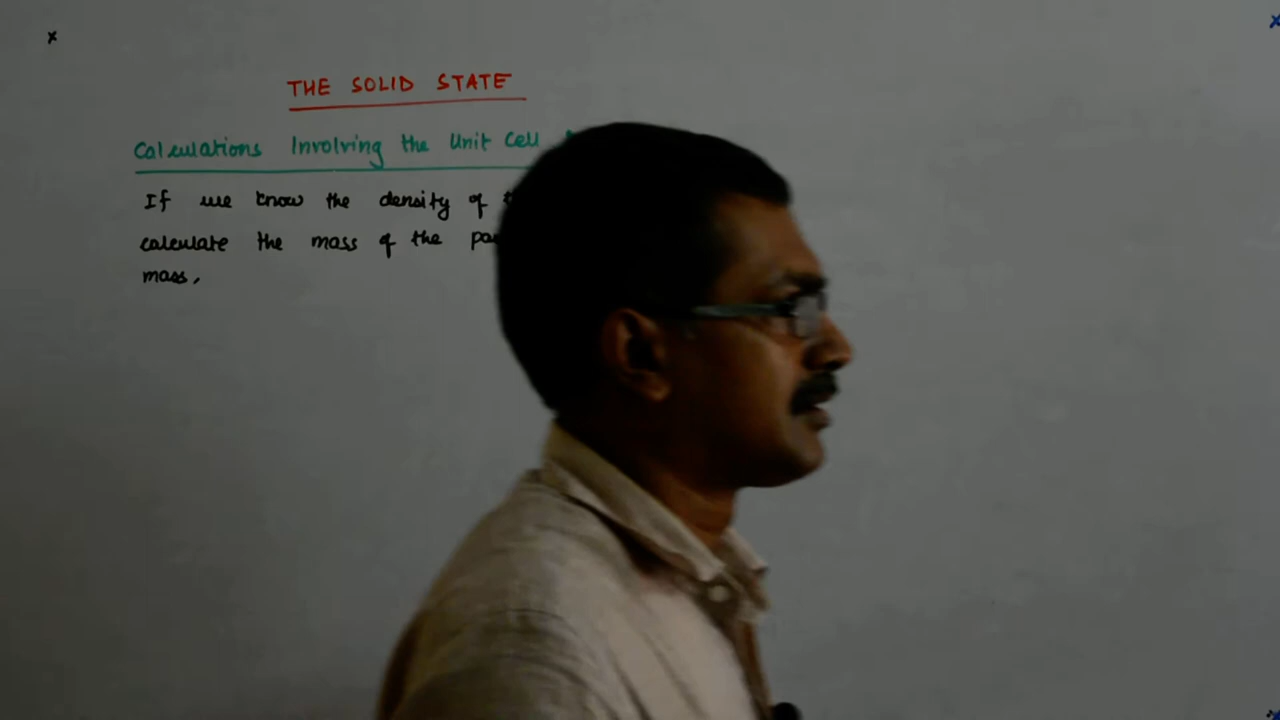 THE SOLID STATE
Calculations Involving the Unit Cell
If we know the density of
calculate the mass of the
mass.